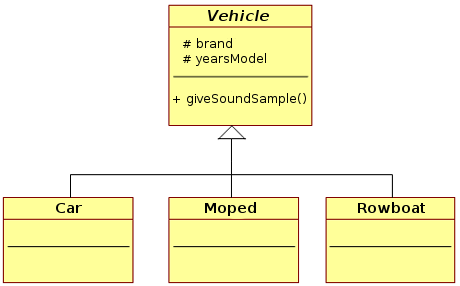 Vehicle
# brand
# yearsModel
+ giveSoundSample()
Car
Moped
Rowboat